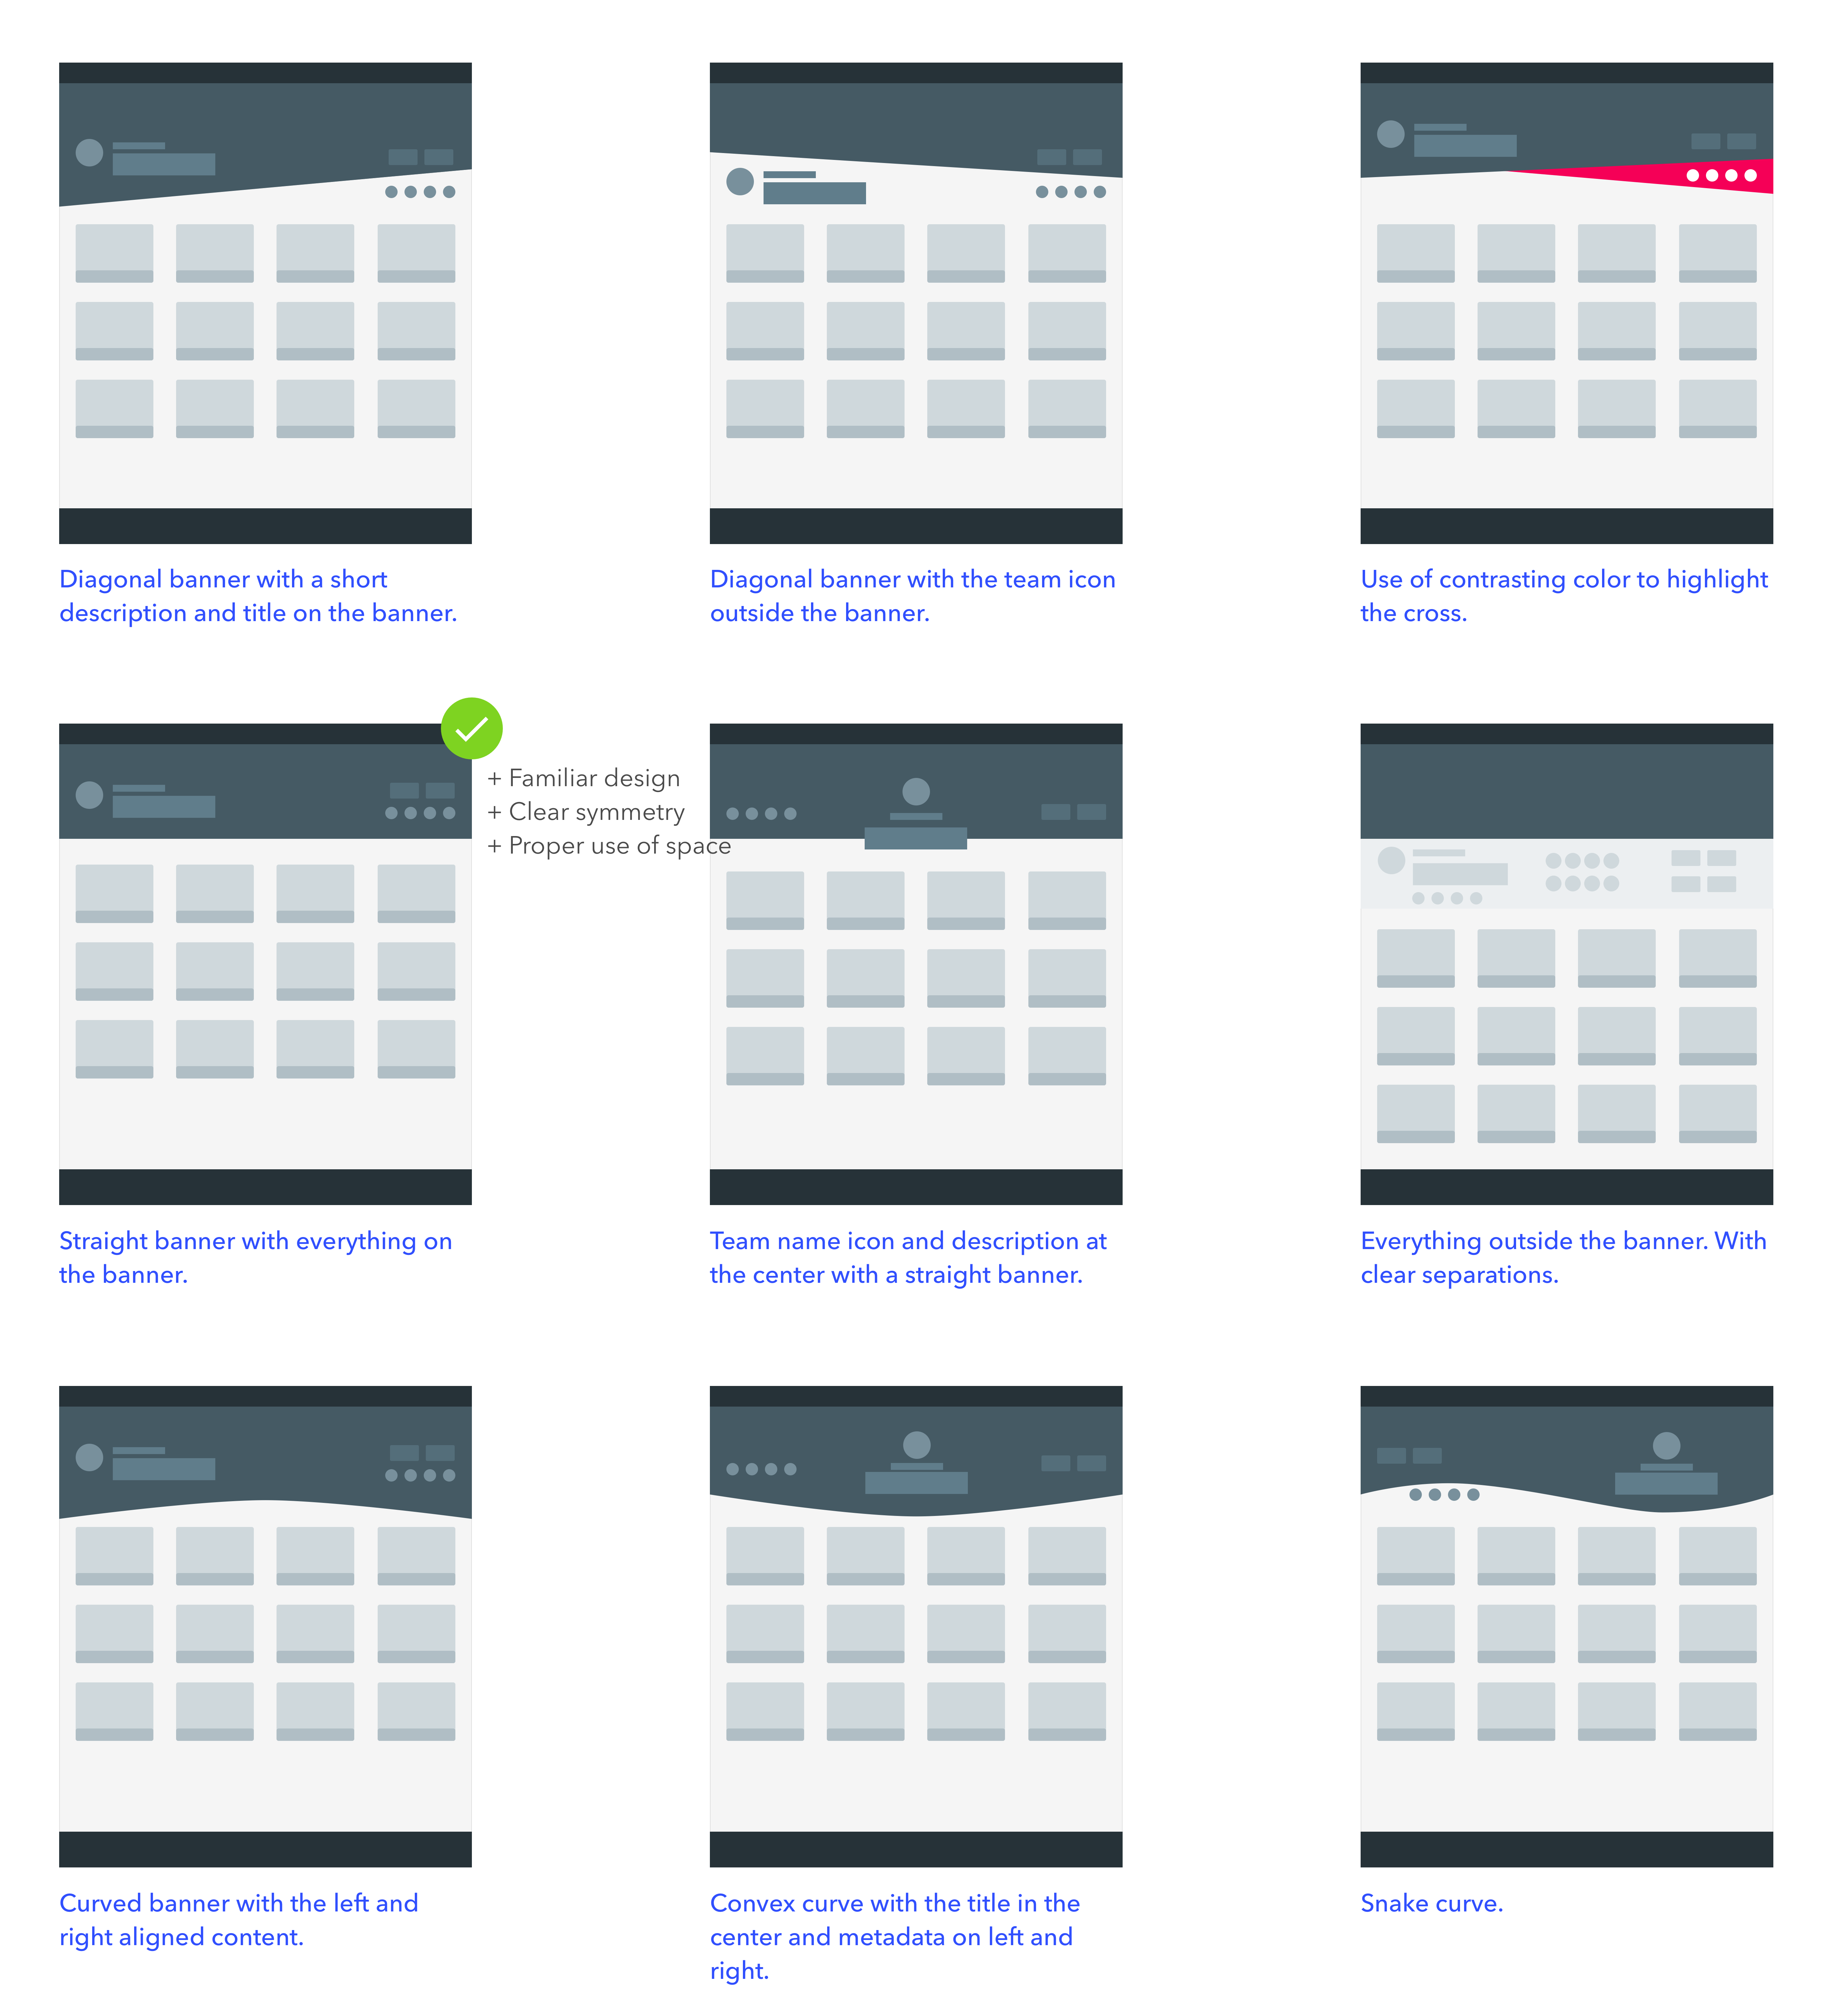 Diagonal banner with a short
description and title on the banner.
Diagonal banner with the team icon
outside the banner.
Use of contrasting color to highlight
the cross.
+ Familiar design
+ Clear symmetry
+ Proper use of space
Straight banner with everything on
the banner.
Team name icon and description at
the center with a straight banner.
Everything outside the banner. With
clear separations.
Curved banner with the left and
right aligned content.
Convex curve with the title in the
center and metadata on left and
right.
Snake curve.